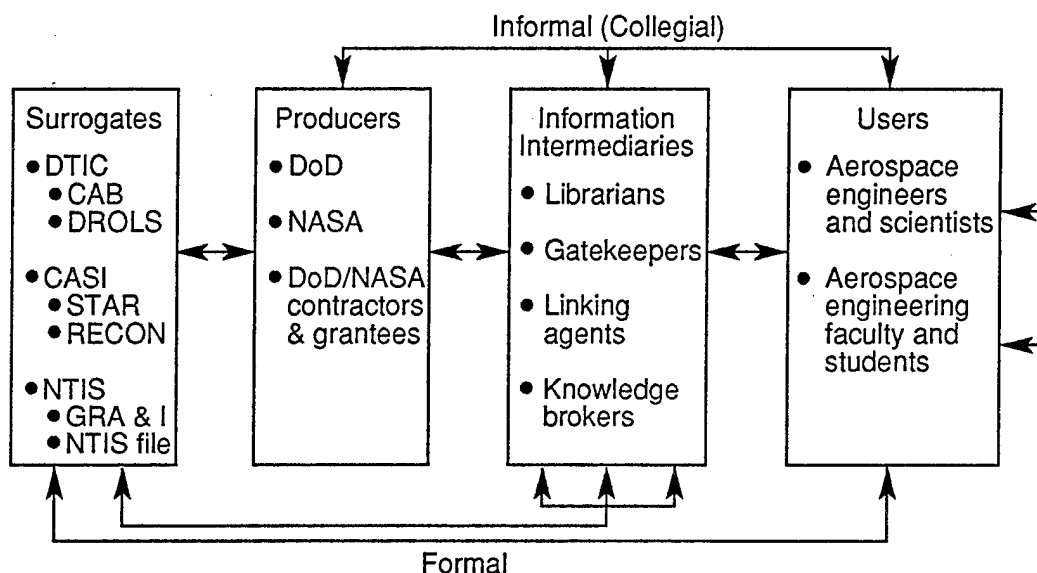 Informal (Collegial)
Surrogates
● DTIC
● CAB
● DROLS
● CASI
● STAR
● RECON
● NTIS
● GRA & I
● NTIS file
Producers
● DoD
● NASA
● DoD/NASA
contractors
& grantees
Information
Intermediaries
● Librarians
● Gatekeepers
● Linking
agents
● Knowledge
brokers
Users
● Aerospace
engineers
and scientists
● Aerospace
engineering
faculty and
students
Formal